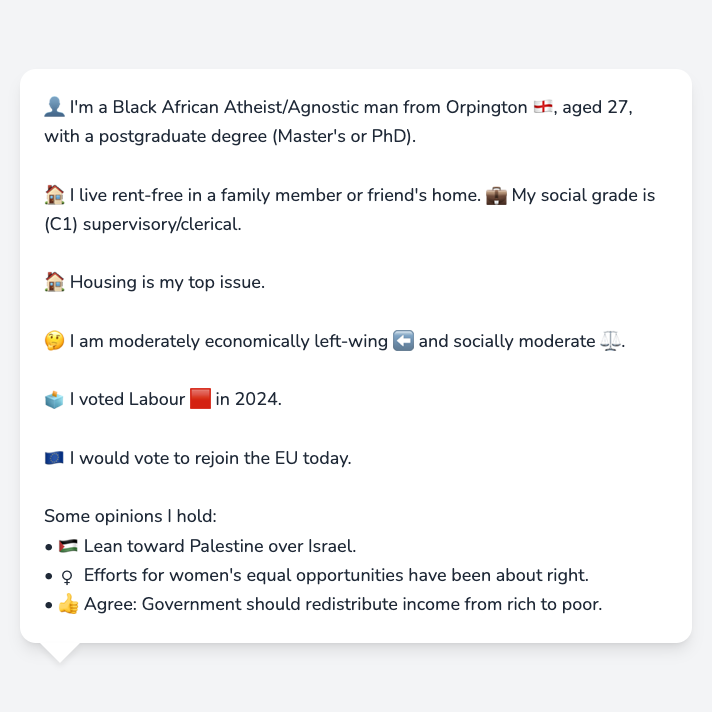 👤 I'm a Black African Atheist/Agnostic man from Orpington 🏴󠁧󠁢󠁥󠁮󠁧󠁿, aged 27,
with a postgraduate degree (Master's or PhD).
🏠 I live rent-free in a family member or friend's home. 💼 My social grade is
(C1) supervisory/clerical.
🏠 Housing is my top issue.
🤔 I am moderately economically left-wing ⬅️ and socially moderate ⚖️.
🗳️ I voted Labour 🟥 in 2024.
🇪🇺 I would vote to rejoin the EU today.
Some opinions I hold:
• 🇵🇸 Lean toward Palestine over Israel.
• ♀ Efforts for women's equal opportunities have been about right.
• 👍 Agree: Government should redistribute income from rich to poor.